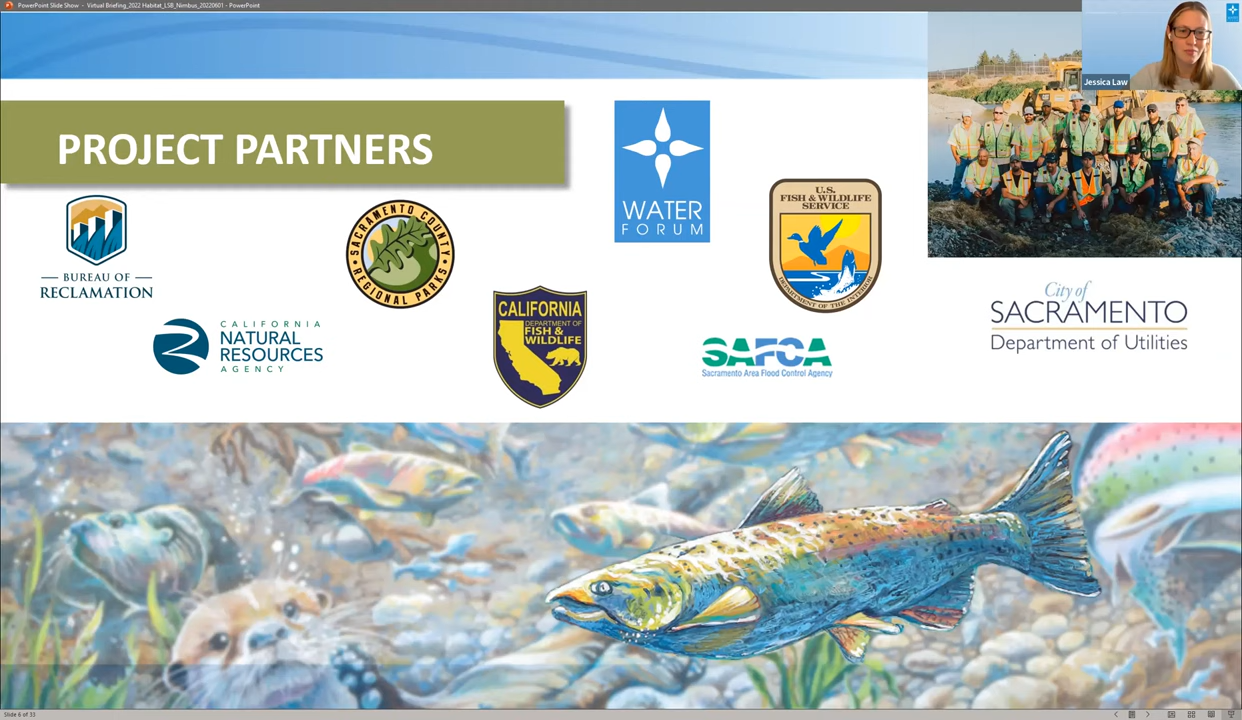 PowerPoint Slide Show - Virtual Briefing_2022 Habitat_LSB_Nimbus_20220601 - PowerPoint
Jessica Law
PROJECT PARTNERS
WATER
FORUM
U.S.
FISH & WILDLIFE
SERVICE
DEPARTMENT OF THE INTERIOR
SACRAMENTO COUNTY
REGIONAL PARKS
BUREAU OF
RECLAMATION
CALIFORNIA
NATURAL
RESOURCES
AGENCY
CALIFORNIA
DEPARTMENT OF
FISH &
WILDLIFE
SAFCA
Sacramento Area Flood Control Agency
City of
SACRAMENTO
Department of Utilities
Slide 6 of 33